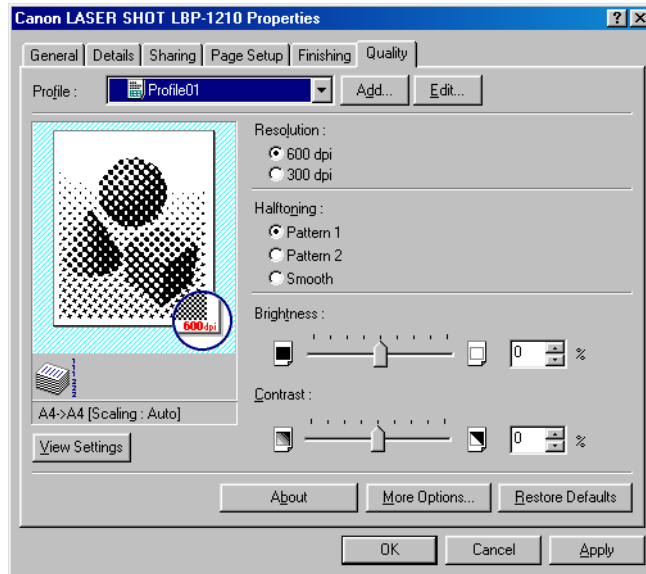 Canon LASER SHOT LBP-1210 Properties
General Details Sharing Page Setup Finishing Quality
Profile : Profile01 Add... Edit...
Resolution :
600 dpi
300 dpi
Halftoning :
Pattern 1
Pattern 2
Smooth
600dpi
Brightness :
0 %
A4->A4 [Scaling : Auto]
Contrast :
0 %
View Settings
About More Options... Restore Defaults
OK Cancel Apply